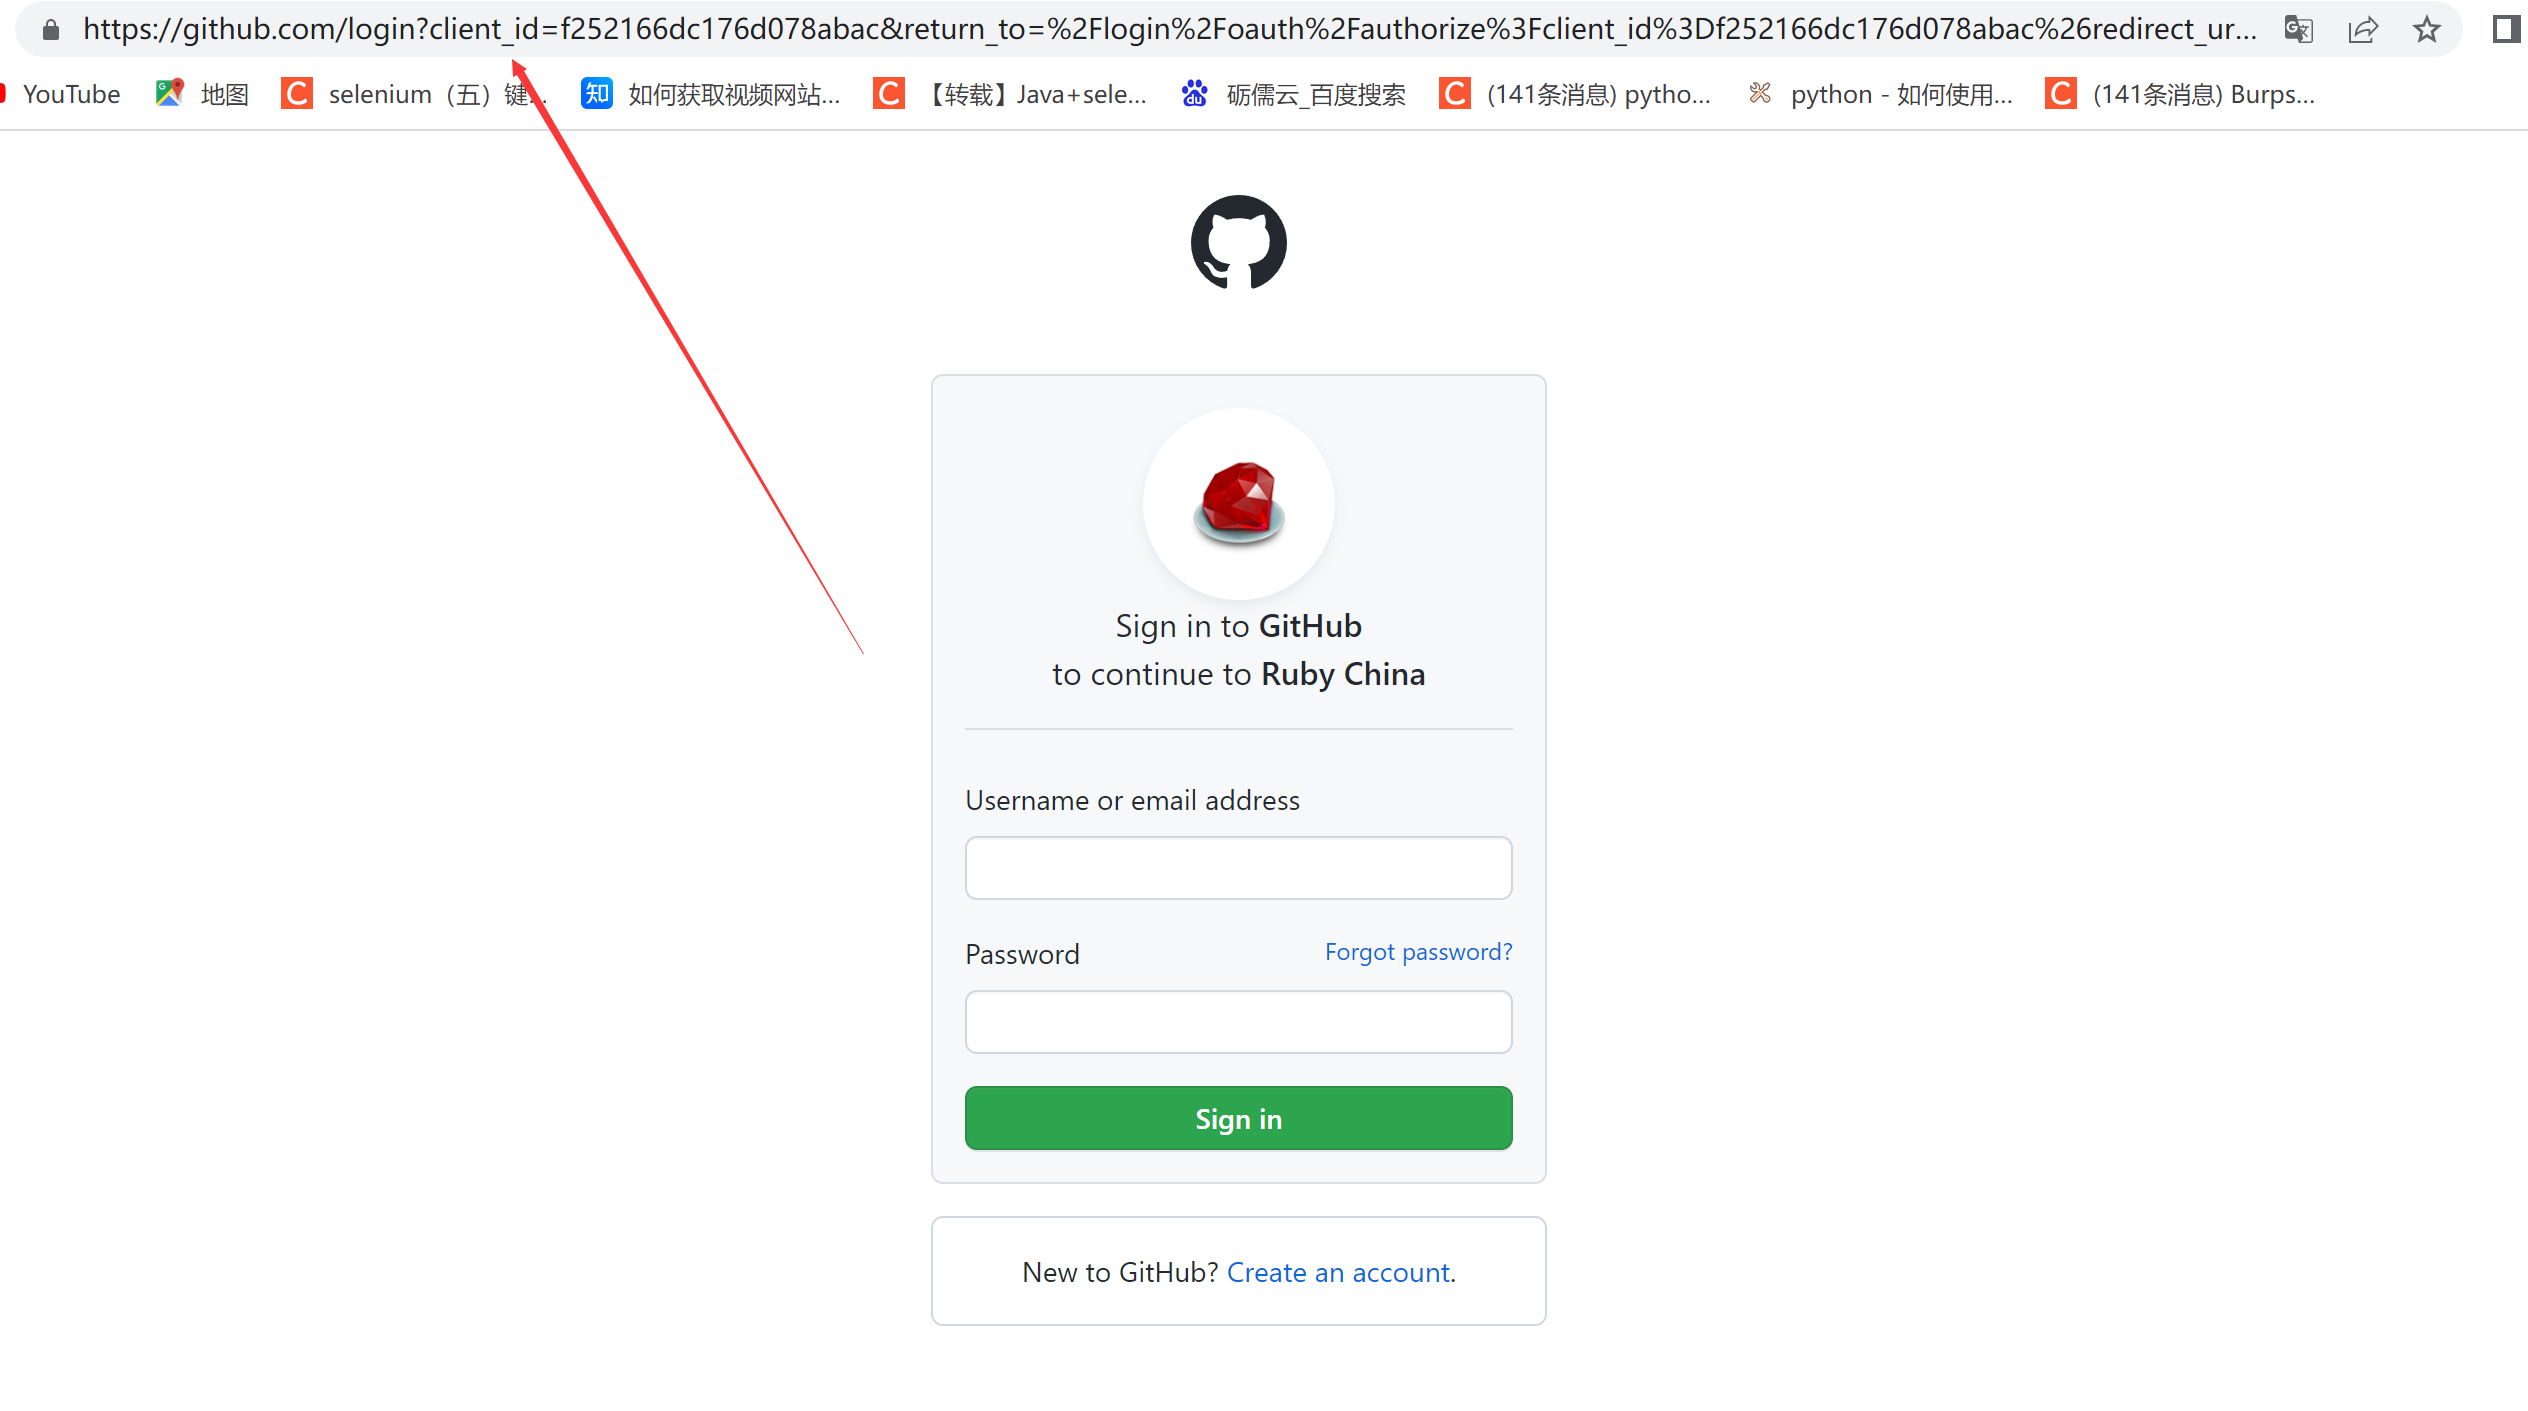 https://github.com/login?client_id=f252166dc176d078abac&return_to=%2Flogin%2Foauth%2Fauthorize%3Fclient_id%3Df252166dc176d078abac%26redirect_ur...
YouTube 地图 C selenium（五）键... 知 如何获取视频网站... C 【转载】Java+sele... du 砺儒云_百度搜索 C (141条消息) pytho... python - 如何使用... C (141条消息) Burps...
Sign in to GitHub
to continue to Ruby China
Username or email address
Password Forgot password?
Sign in
New to GitHub? Create an account.